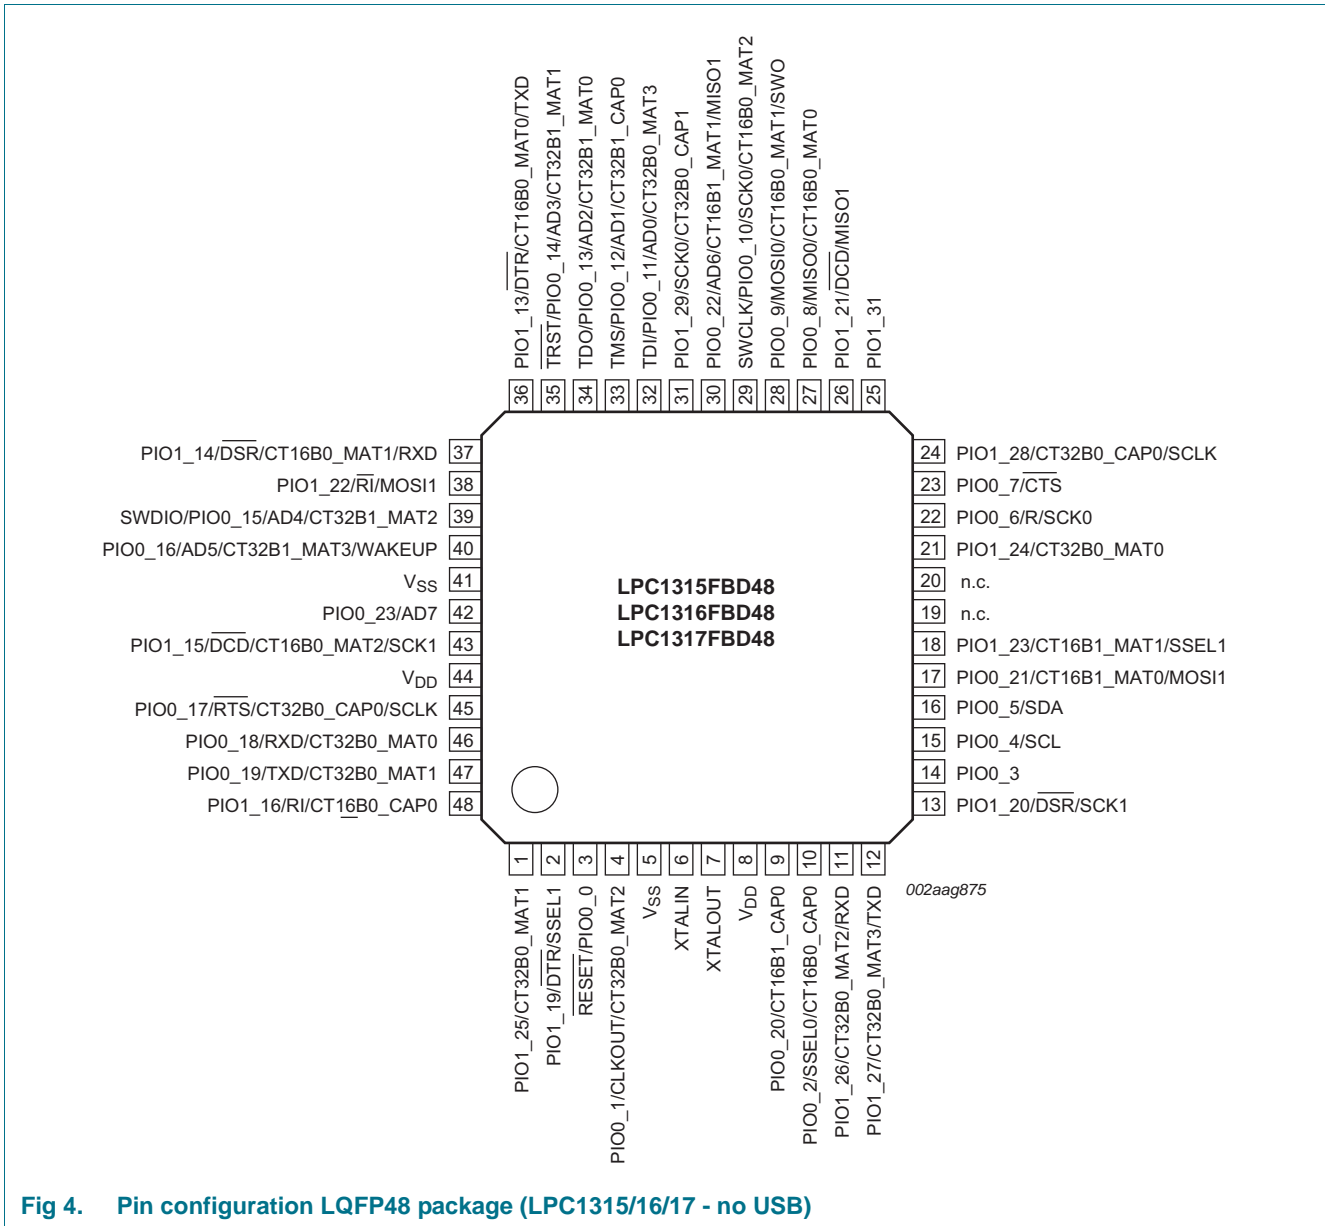 PIO1_13/DTR/CT16B0_MAT0/TXD
TRST/PIO0_14/AD3/CT32B1_MAT1
TDO/PIO0_13/AD2/CT32B1_MAT0
TMS/PIO0_12/AD1/CT32B1_CAP0
TDI/PIO0_11/AD0/CT32B0_MAT3
PIO1_29/SCK0/CT32B0_CAP1
PIO0_22/AD6/CT16B1_MAT1/MISO1
SWCLK/PIO0_10/SCK0/CT16B0_MAT2
PIO0_9/MOSI0/CT16B0_MAT1/SWO
PIO0_8/MISO0/CT16B0_MAT0
PIO1_21/DCD/MISO1
PIO1_31
36 35 34 33 32 31 30 29 28 27 26 25
PIO1_14/DSR/CT16B0_MAT1/RXD 37
PIO1_22/RI/MOSI1 38
SWDIO/PIO0_15/AD4/CT32B1_MAT2 39
PIO0_16/AD5/CT32B1_MAT3/WAKEUP 40
VSS 41
PIO0_23/AD7 42
PIO1_15/DCD/CT16B0_MAT2/SCK1 43
VDD 44
PIO0_17/RTS/CT32B0_CAP0/SCLK 45
PIO0_18/RXD/CT32B0_MAT0 46
PIO0_19/TXD/CT32B0_MAT1 47
PIO1_16/RI/CT16B0_CAP0 48
LPC1315FBD48
LPC1316FBD48
LPC1317FBD48
24 PIO1_28/CT32B0_CAP0/SCLK
23 PIO0_7/CTS
22 PIO0_6/R/SCK0
21 PIO1_24/CT32B0_MAT0
20 n.c.
19 n.c.
18 PIO1_23/CT16B1_MAT1/SSEL1
17 PIO0_21/CT16B1_MAT0/MOSI1
16 PIO0_5/SDA
15 PIO0_4/SCL
14 PIO0_3
13 PIO1_20/DSR/SCK1
1 2 3 4 5 6 7 8 9 10 11 12
PIO1_25/CT32B0_MAT1
PIO1_19/DTR/SSEL1
RESET/PIO0_0
PIO0_1/CLKOUT/CT32B0_MAT2
VSS
XTALIN
XTALOUT
VDD
PIO0_20/CT16B1_CAP0
PIO0_2/SSEL0/CT16B0_CAP0
PIO1_26/CT32B0_MAT2/RXD
PIO1_27/CT32B0_MAT3/TXD
002aag875
Fig 4. Pin configuration LQFP48 package (LPC1315/16/17 - no USB)